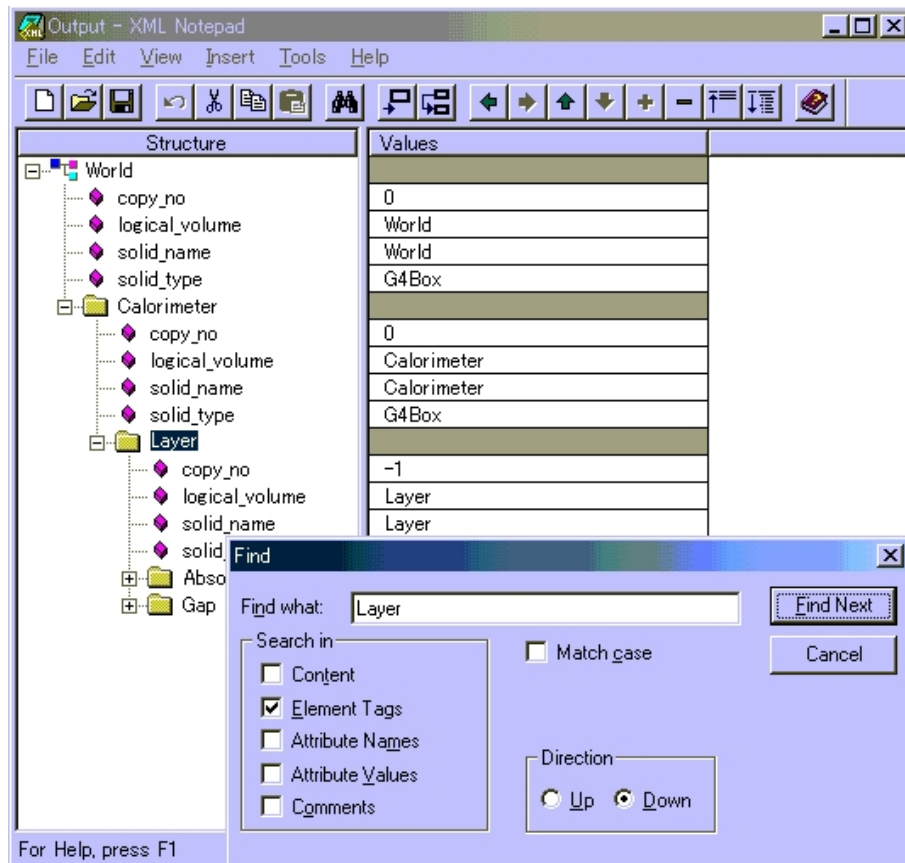 Output - XML Notepad
File Edit View Insert Tools Help
Structure Values
World
copy_no 0
logical_volume World
solid_name World
solid_type G4Box
Calorimeter
copy_no 0
logical_volume Calorimeter
solid_name Calorimeter
solid_type G4Box
Layer
copy_no -1
logical_volume Layer
solid_name Layer
solid_
Abso
Gap
Find
Find what: Layer Find Next
Search in
Match case Cancel
Content
Element Tags
Attribute Names
Attribute Values
Comments
Direction
Up Down
For Help, press F1